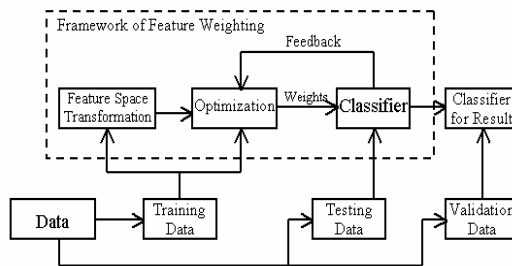 Framework of Feature Weighting
Feedback
Feature Space
Transformation
Optimization
Weights
Classifier
Classifier
for Result
Data
Training
Data
Testing
Data
Validation
Data